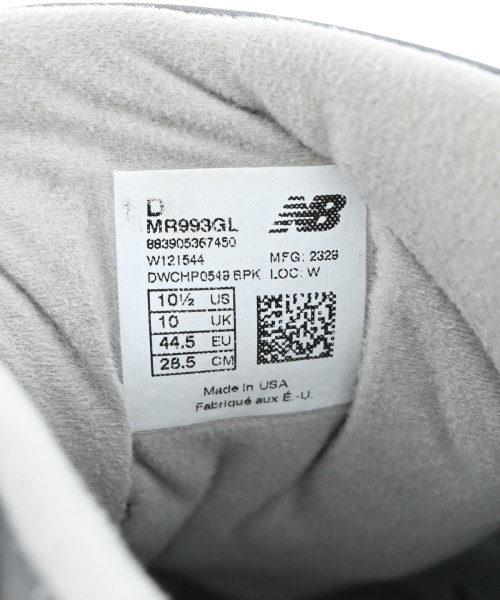 D
MR993GL
883905367450
W121544 MFG: 2329
DWCHP0549 BPK LOC: W
10½ US
10 UK
44.5 EU
28.5 CM
NB
Made in USA
Fabriqué aux É.-U.